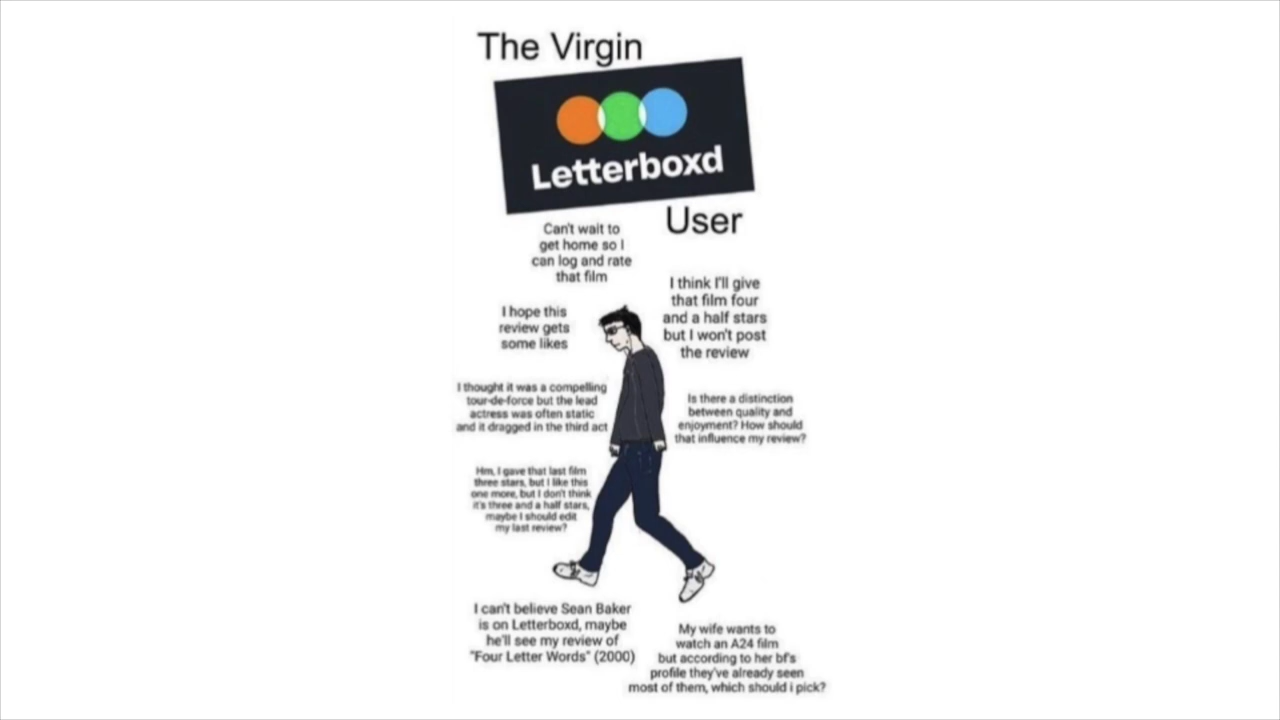 The Virgin
Letterboxd
User
Can't wait to
get home so I
can log and rate
that film
I think I'll give
that film four
and a half stars
but I won't post
the review
I hope this
review gets
some likes
I thought it was a compelling
tour-de-force but the lead
actress was often static
and it dragged in the third act
Is there a distinction
between quality and
enjoyment? How should
that influence my review?
Hm, I gave that last film
three stars, but I like this
one more, but I don't think
it's three and a half stars,
maybe I should edit
my last review?
I can't believe Sean Baker
is on Letterboxd, maybe
he'll see my review of
"Four Letter Words" (2000)
My wife wants to
watch an A24 film
but according to her bf's
profile they've already seen
most of them, which should i pick?